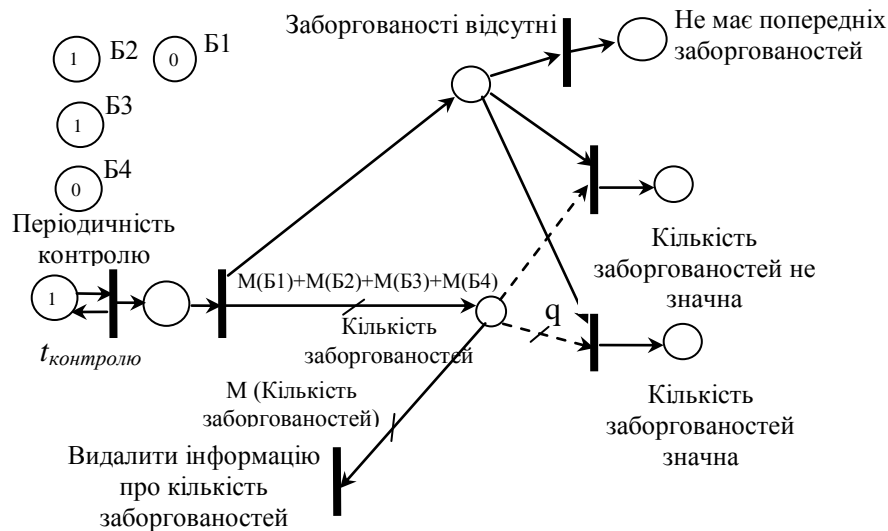 Заборгованості відсутні
Не має попередніх
заборгованостей
1
Б2
0
Б1
1
Б3
0
Б4
Періодичність
контролю
1
tконтролю
М(Б1)+М(Б2)+М(Б3)+М(Б4)
Кількість
заборгованостей
q
Кількість
заборгованостей не
значна
М (Кількість
заборгованостей)
Кількість
заборгованостей
значна
Видалити інформацію
про кількість
заборгованостей